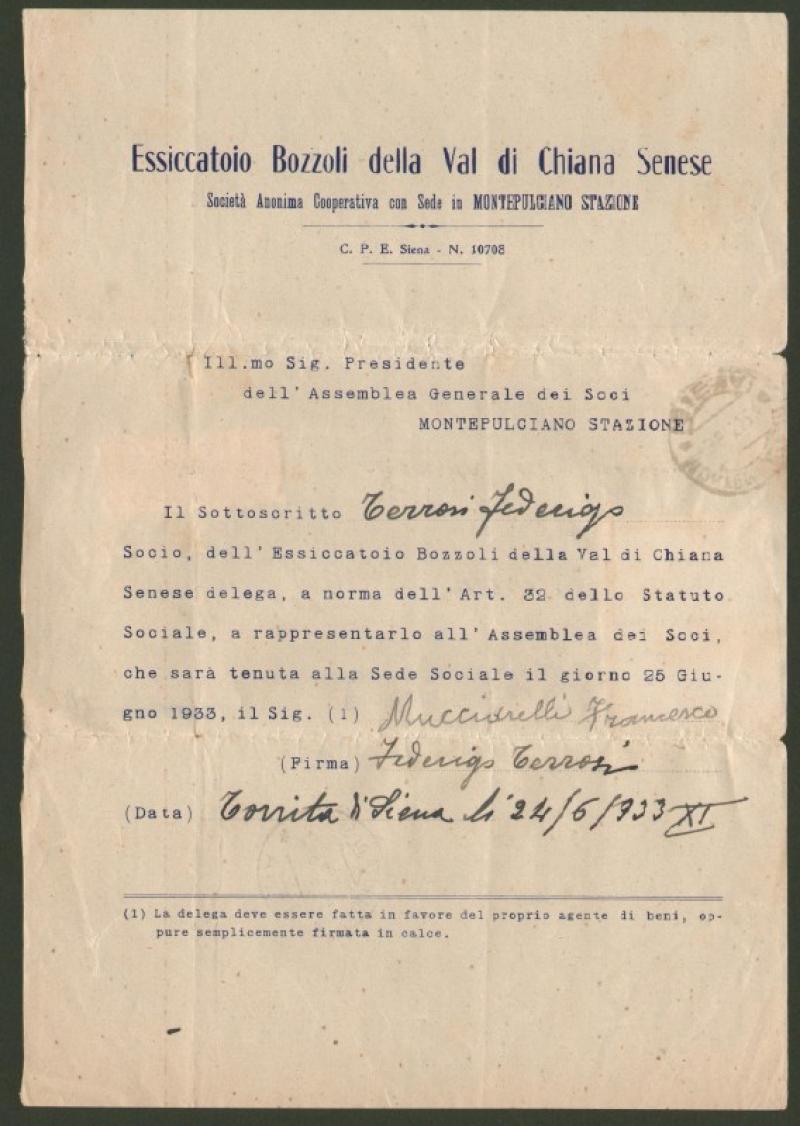 Essiccatoio Bozzoli della Val di Chiana Senese
Società Anonima Cooperativa con Sede in MONTEPULCIANO STAZIONE
C. P. E. Siena - N. 10708
Ill.mo Sig. Presidente
dell'Assemblea Generale dei Soci
MONTEPULCIANO STAZIONE
Il Sottoscritto Terrosi Federigo
Socio, dell'Essiccatoio Bozzoli della Val di Chiana
Senese delega, a norma dell'Art. 32 dello Statuto
Sociale, a rappresentarlo all'Assemblea dei Soci,
che sarà tenuta alla Sede Sociale il giorno 25 Giu-
gno 1933, il Sig. (1) Mucciarelli Francesco
(Firma) Federigo Terrosi
(Data) Torrita di Siena li 24/6/933 XI
(1) La delega deve essere fatta in favore del proprio agente di beni, op-
pure semplicemente firmata in calce.